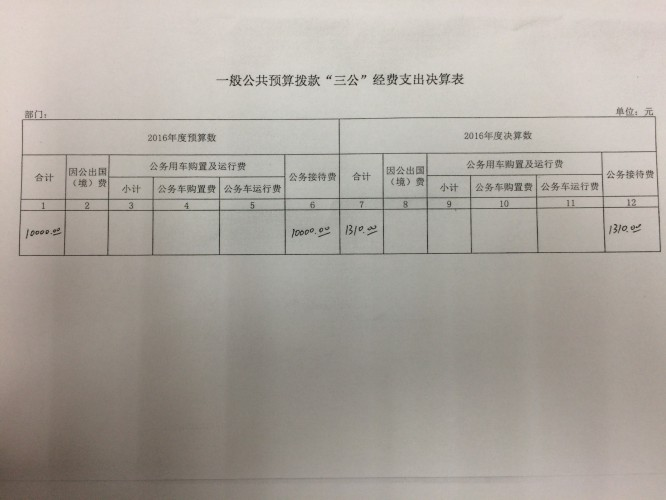 一般公共预算拨款“三公”经费支出决算表
部门： 单位：元
2016年度预算数 2016年度决算数
合计 因公出国（境）费 公务用车购置及运行费 公务接待费 合计 因公出国（境）费 公务用车购置及运行费 公务接待费
小计 公务车购置费 公务车运行费 小计 公务车购置费 公务车运行费
1 2 3 4 5 6 7 8 9 10 11 12
10000.00 10000.00 1310.00 1310.00